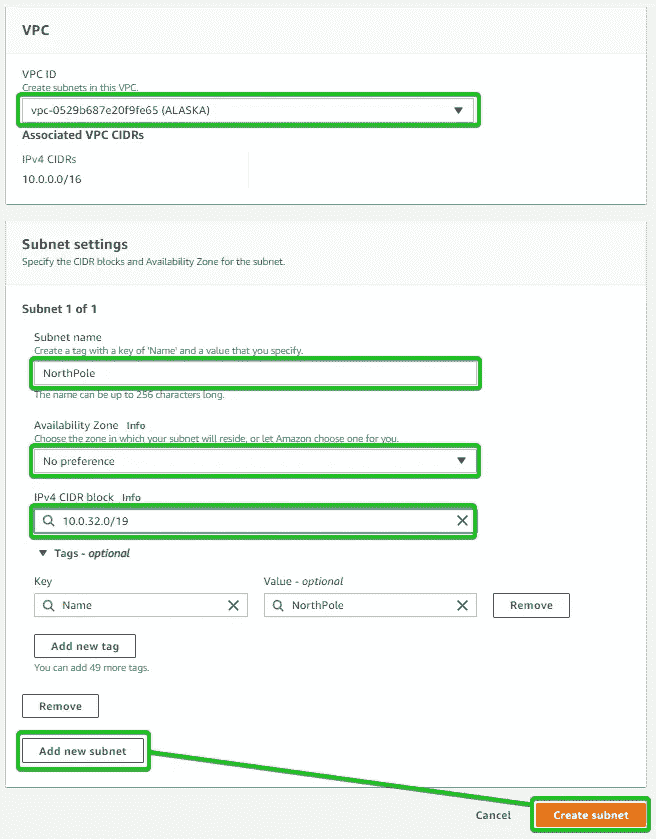 VPC
VPC ID
Create subnets in this VPC.
vpc-0529b687e20f9fe65 (ALASKA)
Associated VPC CIDRs
IPv4 CIDRs
10.0.0.0/16
Subnet settings
Specify the CIDR blocks and Availability Zone for the subnet.
Subnet 1 of 1
Subnet name
Create a tag with a key of 'Name' and a value that you specify.
NorthPole
The name can be up to 256 characters long.
Availability Zone Info
Choose the zone in which your subnet will reside, or let Amazon choose one for you.
No preference
IPv4 CIDR block Info
10.0.32.0/19
Tags - optional
Key Value - optional
Name NorthPole Remove
Add new tag
You can add 49 more tags.
Remove
Add new subnet
Cancel Create subnet